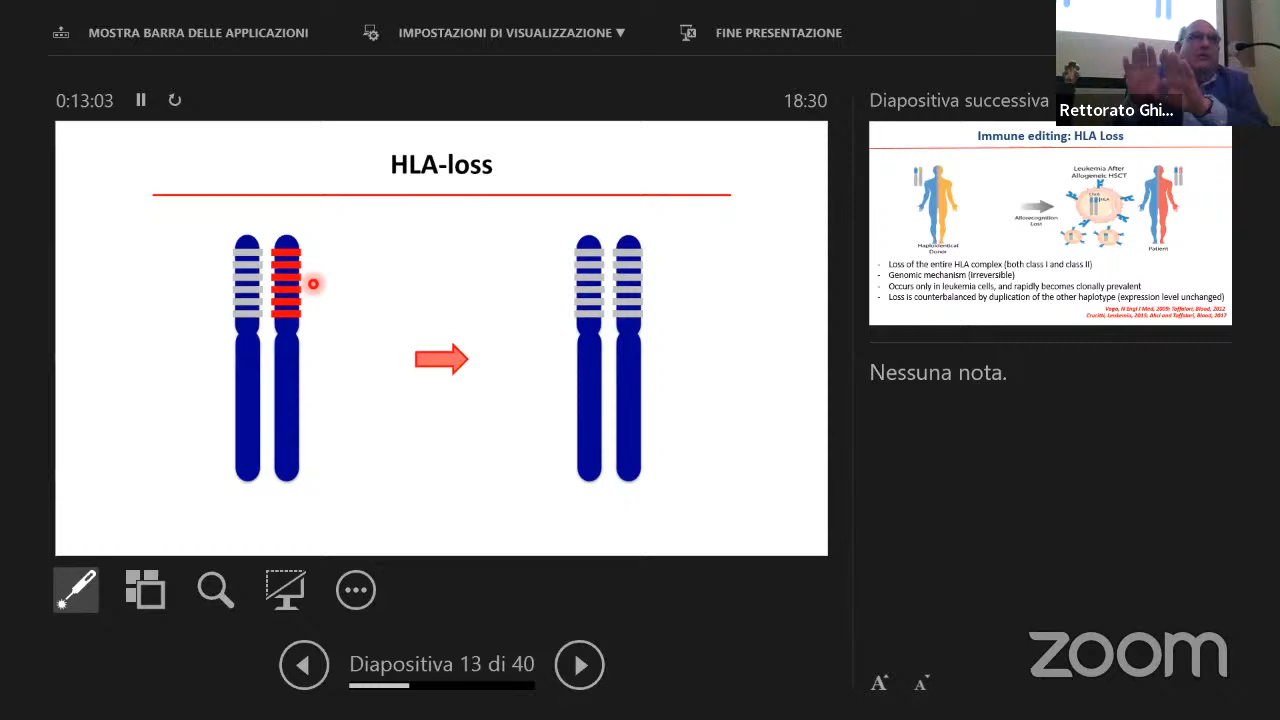 MOSTRA BARRA DELLE APPLICAZIONI
IMPOSTAZIONI DI VISUALIZZAZIONE ▼
FINE PRESENTAZIONE
Rettorato Ghi...
0:13:03
18:30
HLA-loss
Diapositiva successiva
Immune editing: HLA Loss
Leukemia After
Allogeneic HSCT
HLA
Allorecognition
Loss
Haploidentical
Donor
Patient
- Loss of the entire HLA complex (both class I and class II)
- Genomic mechanism (irreversible)
- Occurs only in leukemia cells, and rapidly becomes clonally prevalent
- Loss is counterbalanced by duplication of the other haplotype (expression level unchanged)
Vago, N Engl J Med, 2009; Toffalori, Blood, 2012
Crucitti, Leukemia, 2015; Ahci and Toffalori, Blood, 2017
Nessuna nota.
Diapositiva 13 di 40
A A
zoom